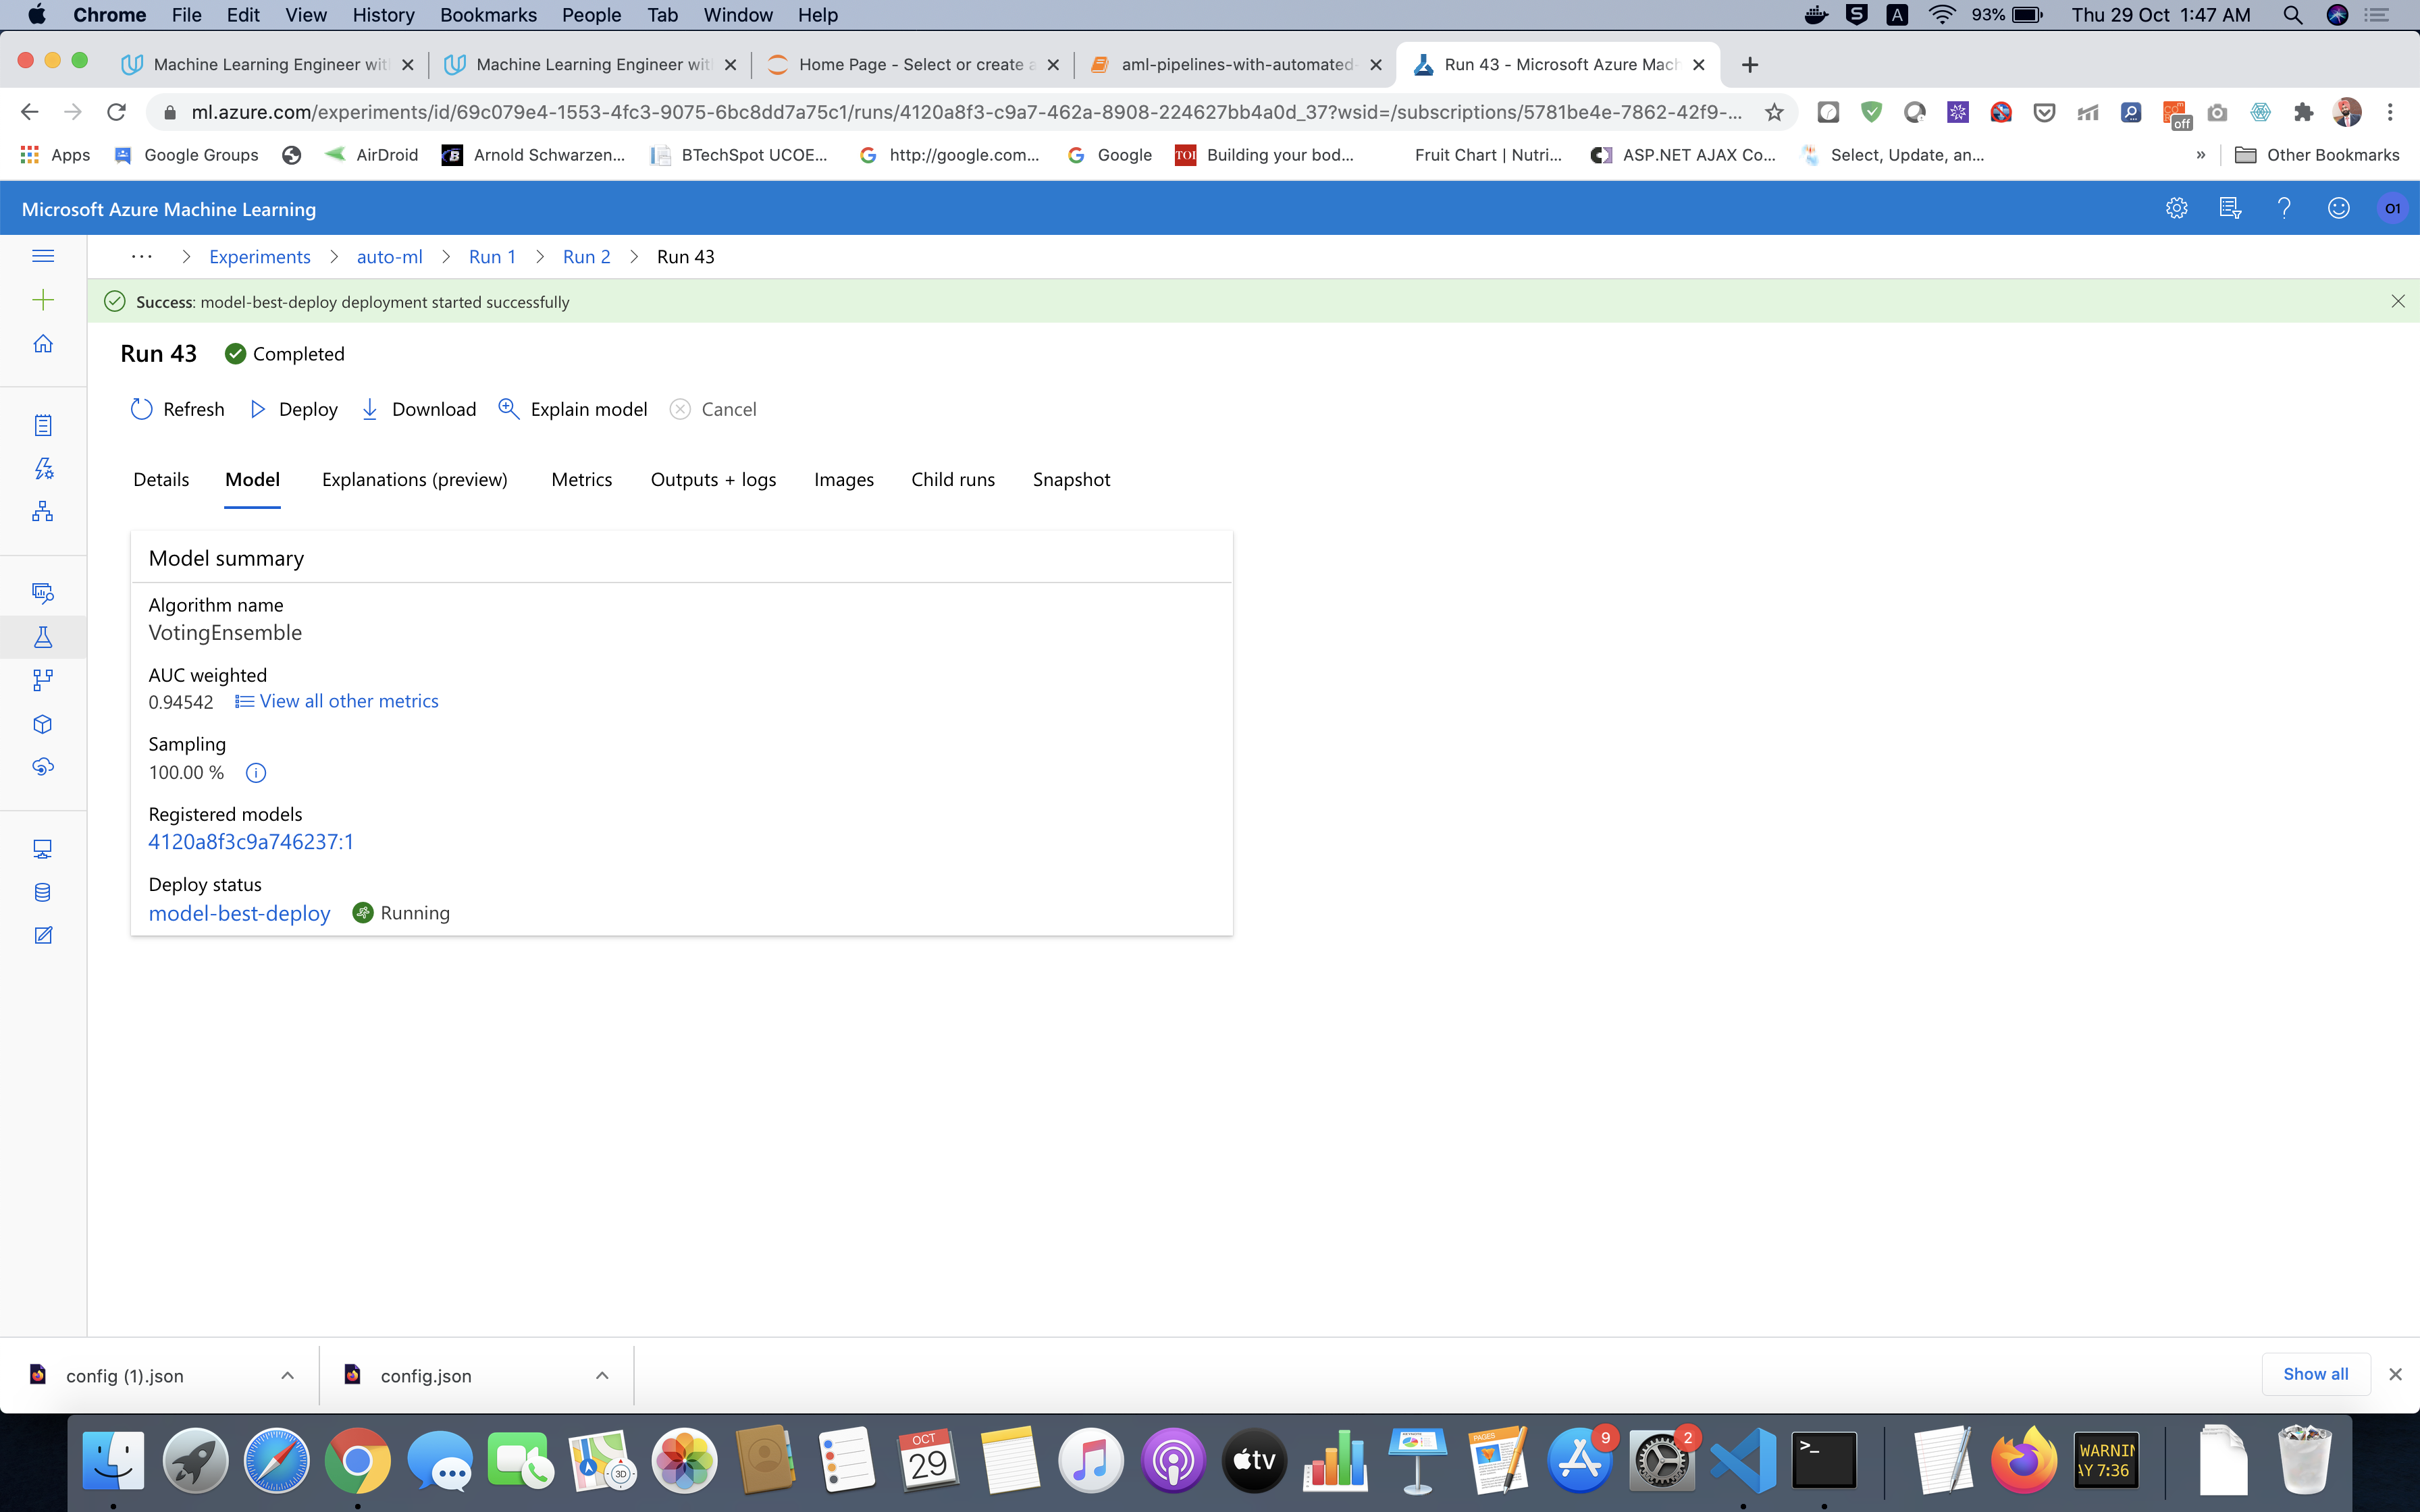 Chrome File Edit View History Bookmarks People Tab Window Help 93% Thu 29 Oct 1:47 AM
Machine Learning Engineer wit Machine Learning Engineer wit Home Page - Select or create a aml-pipelines-with-automated- Run 43 - Microsoft Azure Mach
ml.azure.com/experiments/id/69c079e4-1553-4fc3-9075-6bc8dd7a75c1/runs/4120a8f3-c9a7-462a-8908-224627bb4a0d_37?wsid=/subscriptions/5781be4e-7862-42f9-... off
Apps Google Groups AirDroid Arnold Schwarzen... BTechSpot UCOE... http://google.com... Google TOI Building your bod... Fruit Chart | Nutri... ASP.NET AJAX Co... Select, Update, an... » Other Bookmarks
Microsoft Azure Machine Learning O1
... > Experiments > auto-ml > Run 1 > Run 2 > Run 43
Success: model-best-deploy deployment started successfully
Run 43 Completed
Refresh Deploy Download Explain model Cancel
Details Model Explanations (preview) Metrics Outputs + logs Images Child runs Snapshot
Model summary
Algorithm name
VotingEnsemble
AUC weighted
0.94542 View all other metrics
Sampling
100.00 %
Registered models
4120a8f3c9a746237:1
Deploy status
model-best-deploy Running
config (1).json config.json Show all
OCT
29
3D
tv
PAGES
9
2
>_
WARNIN
AY 7:36